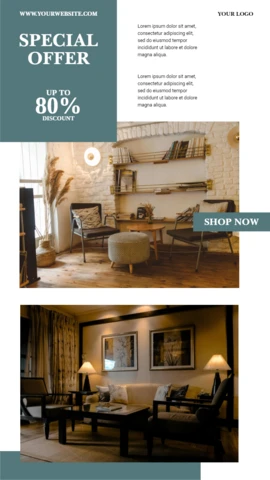 WWW.YOURWEBSITE.COM
YOUR LOGO
SPECIAL
OFFER
UP TO
80%
DISCOUNT
Lorem ipsum dolor sit am,
consectetur adipiscing elit,
sed do eiusmod tempor
incididunt ut labore et dolore
magna aliqua.
Lorem ipsum dolor sit am,
consectetur adipiscing elit,
sed do eiusmod tempor
incididunt ut labore et dolore
magna aliqua.
SHOP NOW